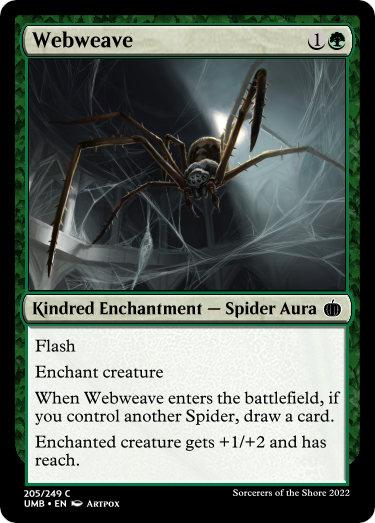 Webweave 1
Kindred Enchantment — Spider Aura
Flash
Enchant creature
When Webweave enters the battlefield, if
you control another Spider, draw a card.
Enchanted creature gets +1/+2 and has
reach.
205/249 C
Sorcerers of the Shore 2022
UMB • EN Artpox